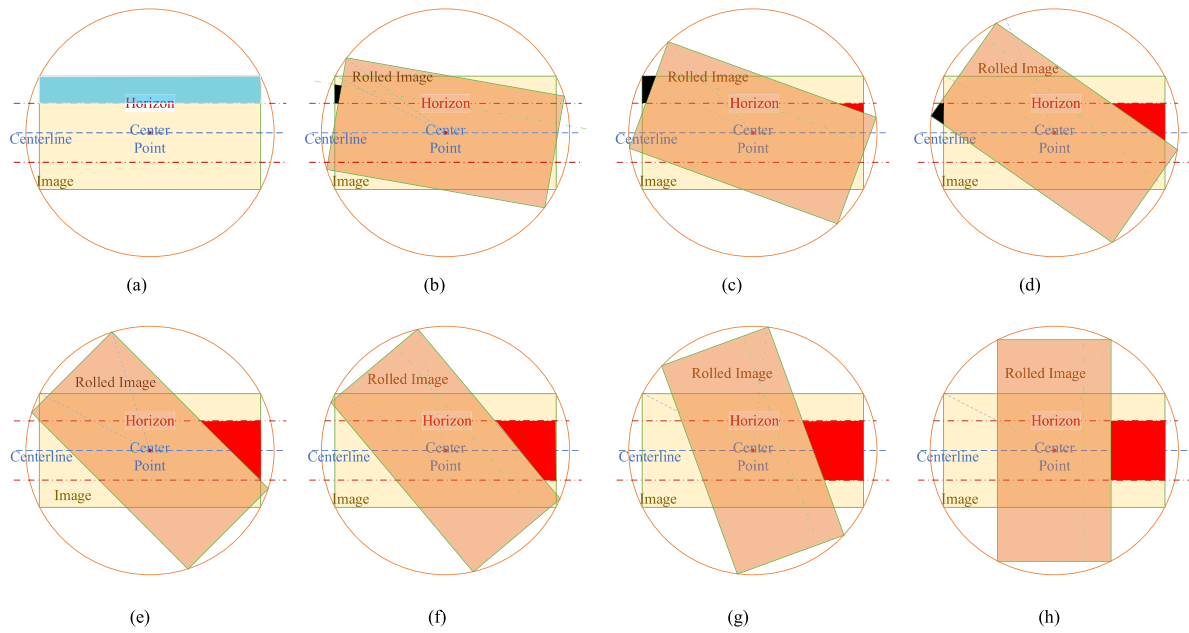 Horizon
Centerline
Center
Point
Image
(a)
Rolled Image
Horizon
Centerline
Center
Point
Image
(b)
Rolled Image
Horizon
Centerline
Center
Point
Image
(c)
Rolled Image
Horizon
Centerline
Center
Point
Image
(d)
Rolled Image
Horizon
Centerline
Center
Point
Image
(e)
Rolled Image
Horizon
Centerline
Center
Point
Image
(f)
Rolled Image
Horizon
Centerline
Center
Point
Image
(g)
Rolled Image
Horizon
Centerline
Center
Point
Image
(h)